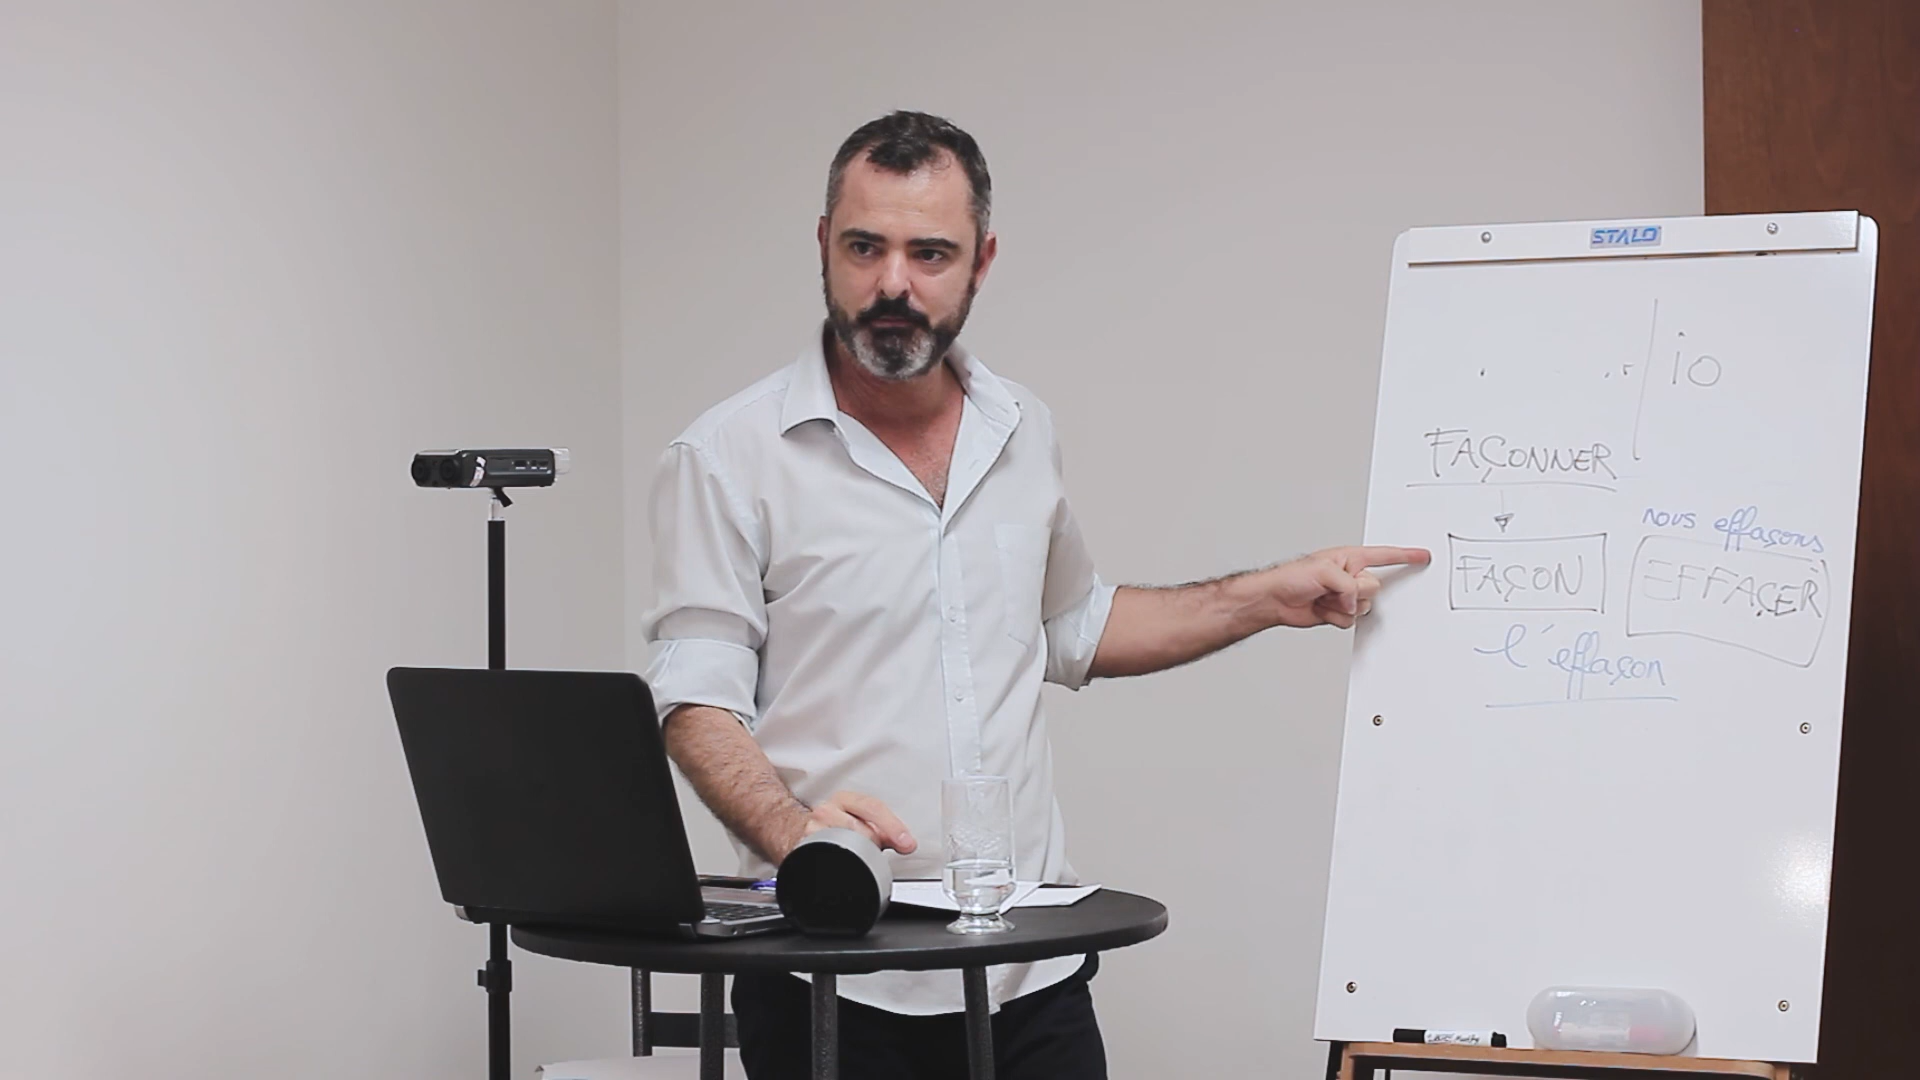 STALO
io
FAÇONNER
nous effaçons
FAÇON
EFFAÇER
l'effaçon